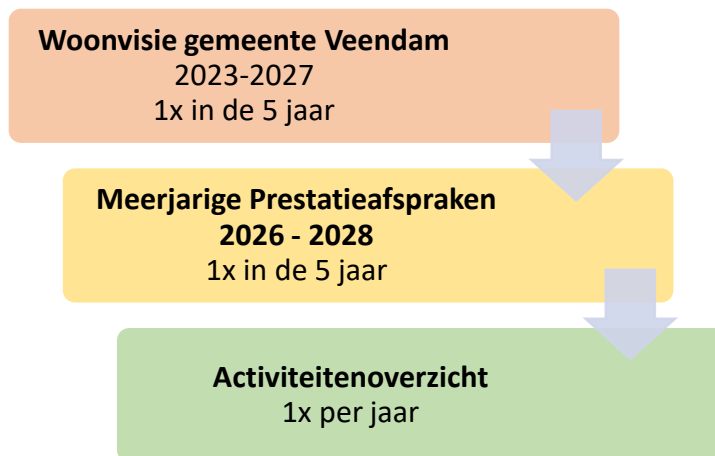 Woonvisie gemeente Veendam
2023-2027
1x in de 5 jaar
Meerjarige Prestatieafspraken
2026 - 2028
1x in de 5 jaar
Activiteitenoverzicht
1x per jaar